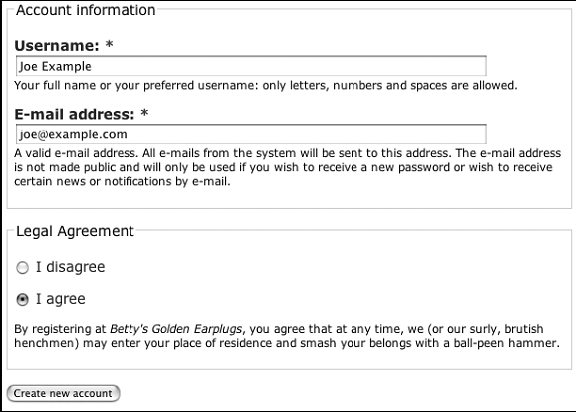 Account information
Username: *
Joe Example
Your full name or your preferred username: only letters, numbers and spaces are allowed.
E-mail address: *
joe@example.com
A valid e-mail address. All e-mails from the system will be sent to this address. The e-mail address
is not made public and will only be used if you wish to receive a new password or wish to receive
certain news or notifications by e-mail.
Legal Agreement
I disagree
I agree
By registering at Betty's Golden Earplugs, you agree that at any time, we (or our surly, brutish
henchmen) may enter your place of residence and smash your belongs with a ball-peen hammer.
Create new account